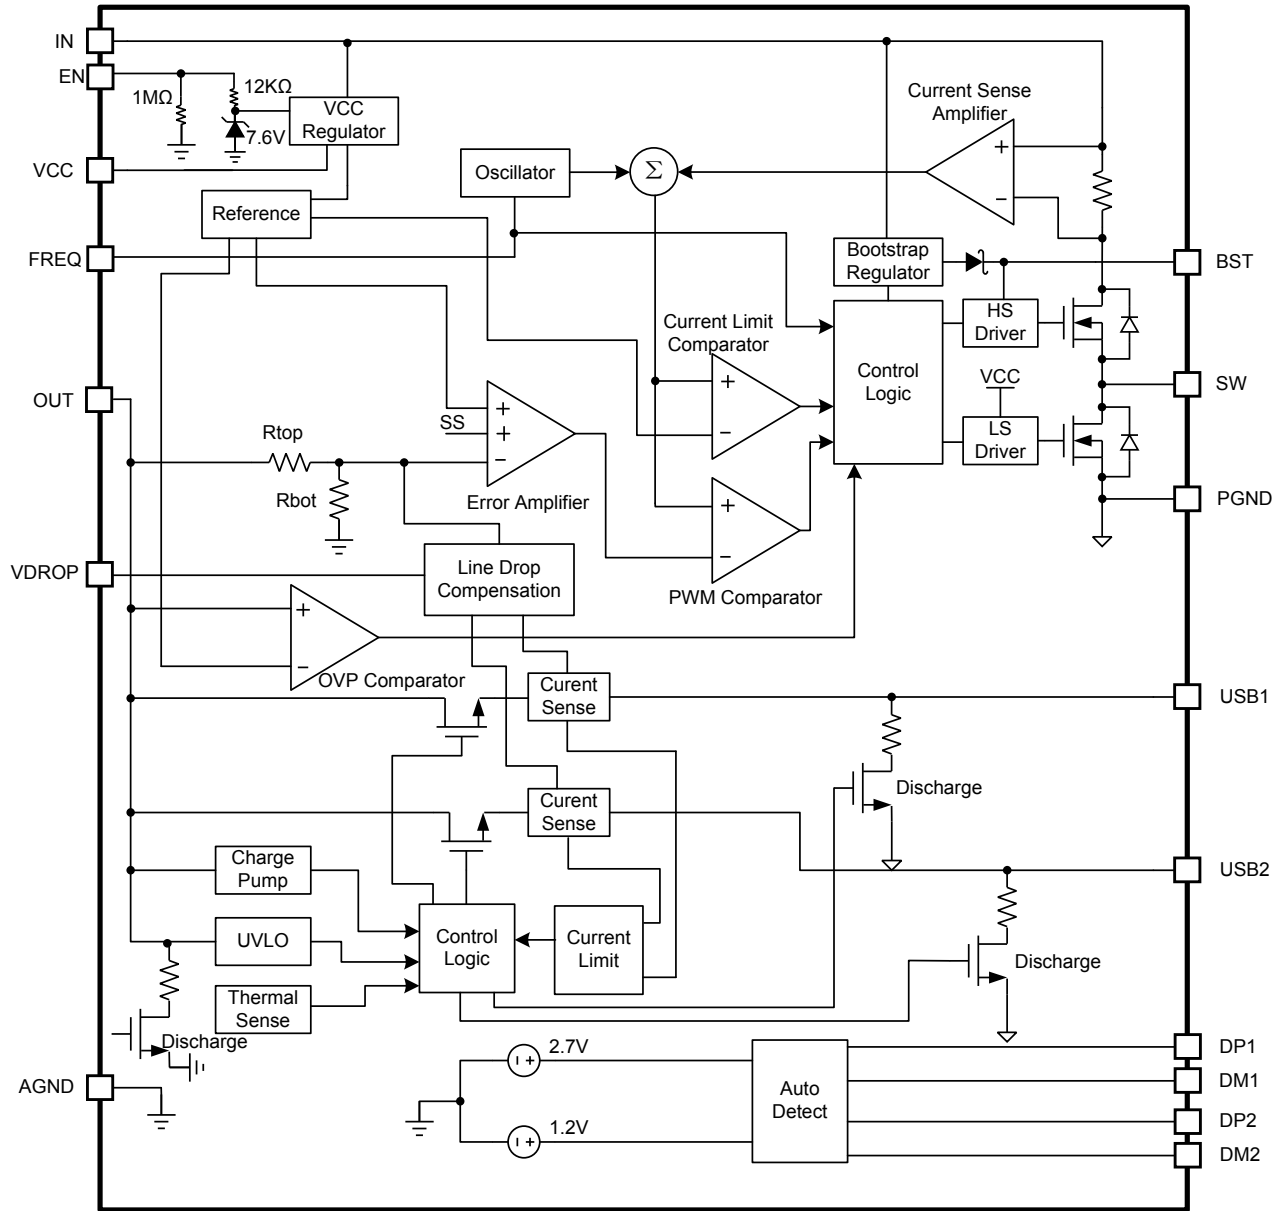 IN
EN
1MΩ
12KΩ
7.6V
VCC
Regulator
Current Sense
Amplifier
+
−
VCC
Oscillator
Σ
Reference
FREQ
Bootstrap
Regulator
BST
HS
Driver
Current Limit
Comparator
+
−
Control
Logic
VCC
LS
Driver
SW
OUT
Rtop
Rbot
SS
+
+
−
Error Amplifier
+
−
PWM Comparator
PGND
VDROP
Line Drop
Compensation
+
−
OVP Comparator
Curent
Sense
USB1
Discharge
Curent
Sense
USB2
Charge
Pump
UVLO
Thermal
Sense
Control
Logic
Current
Limit
Discharge
Discharge
AGND
2.7V
1.2V
Auto
Detect
DP1
DM1
DP2
DM2